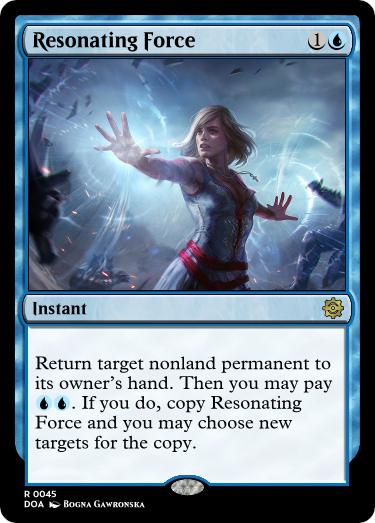 Resonating Force 1
Instant
Return target nonland permanent to
its owner's hand. Then you may pay
. If you do, copy Resonating
Force and you may choose new
targets for the copy.
R 0045
DOA Bogna Gawronska